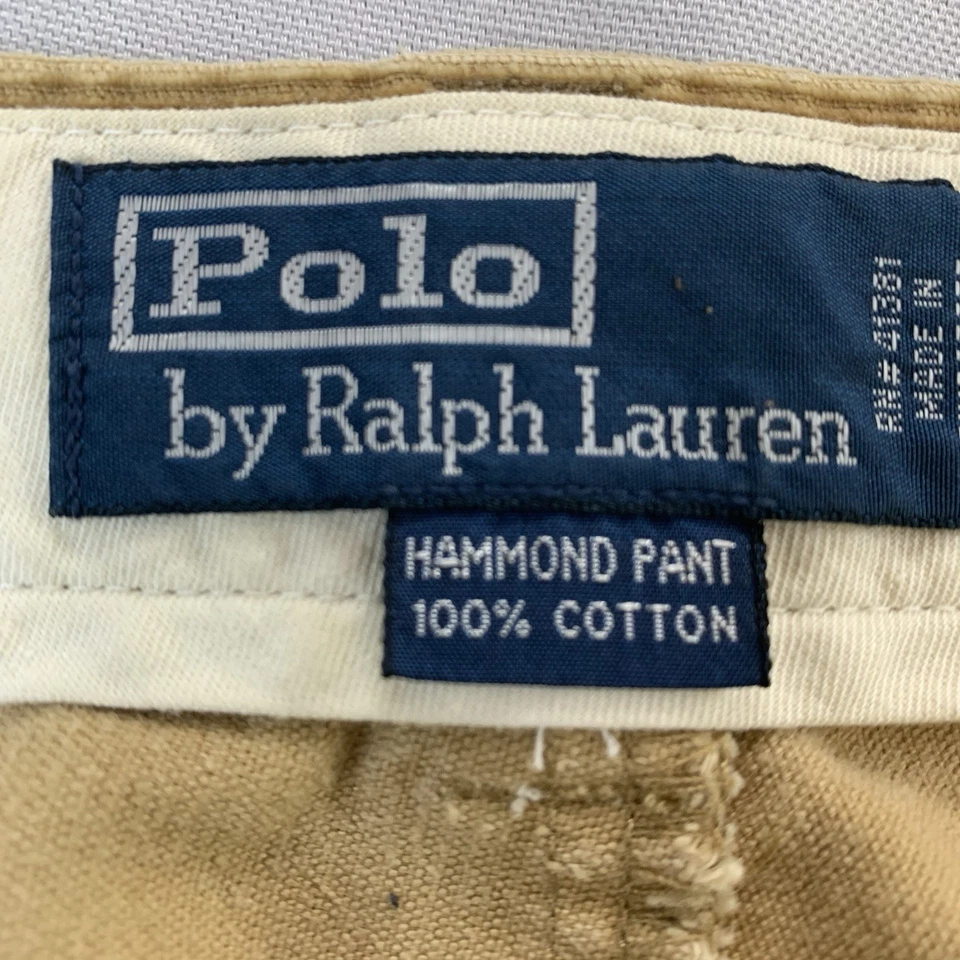 Polo
by Ralph Lauren
RN# 41381
MADE IN
HAMMOND PANT
100% COTTON